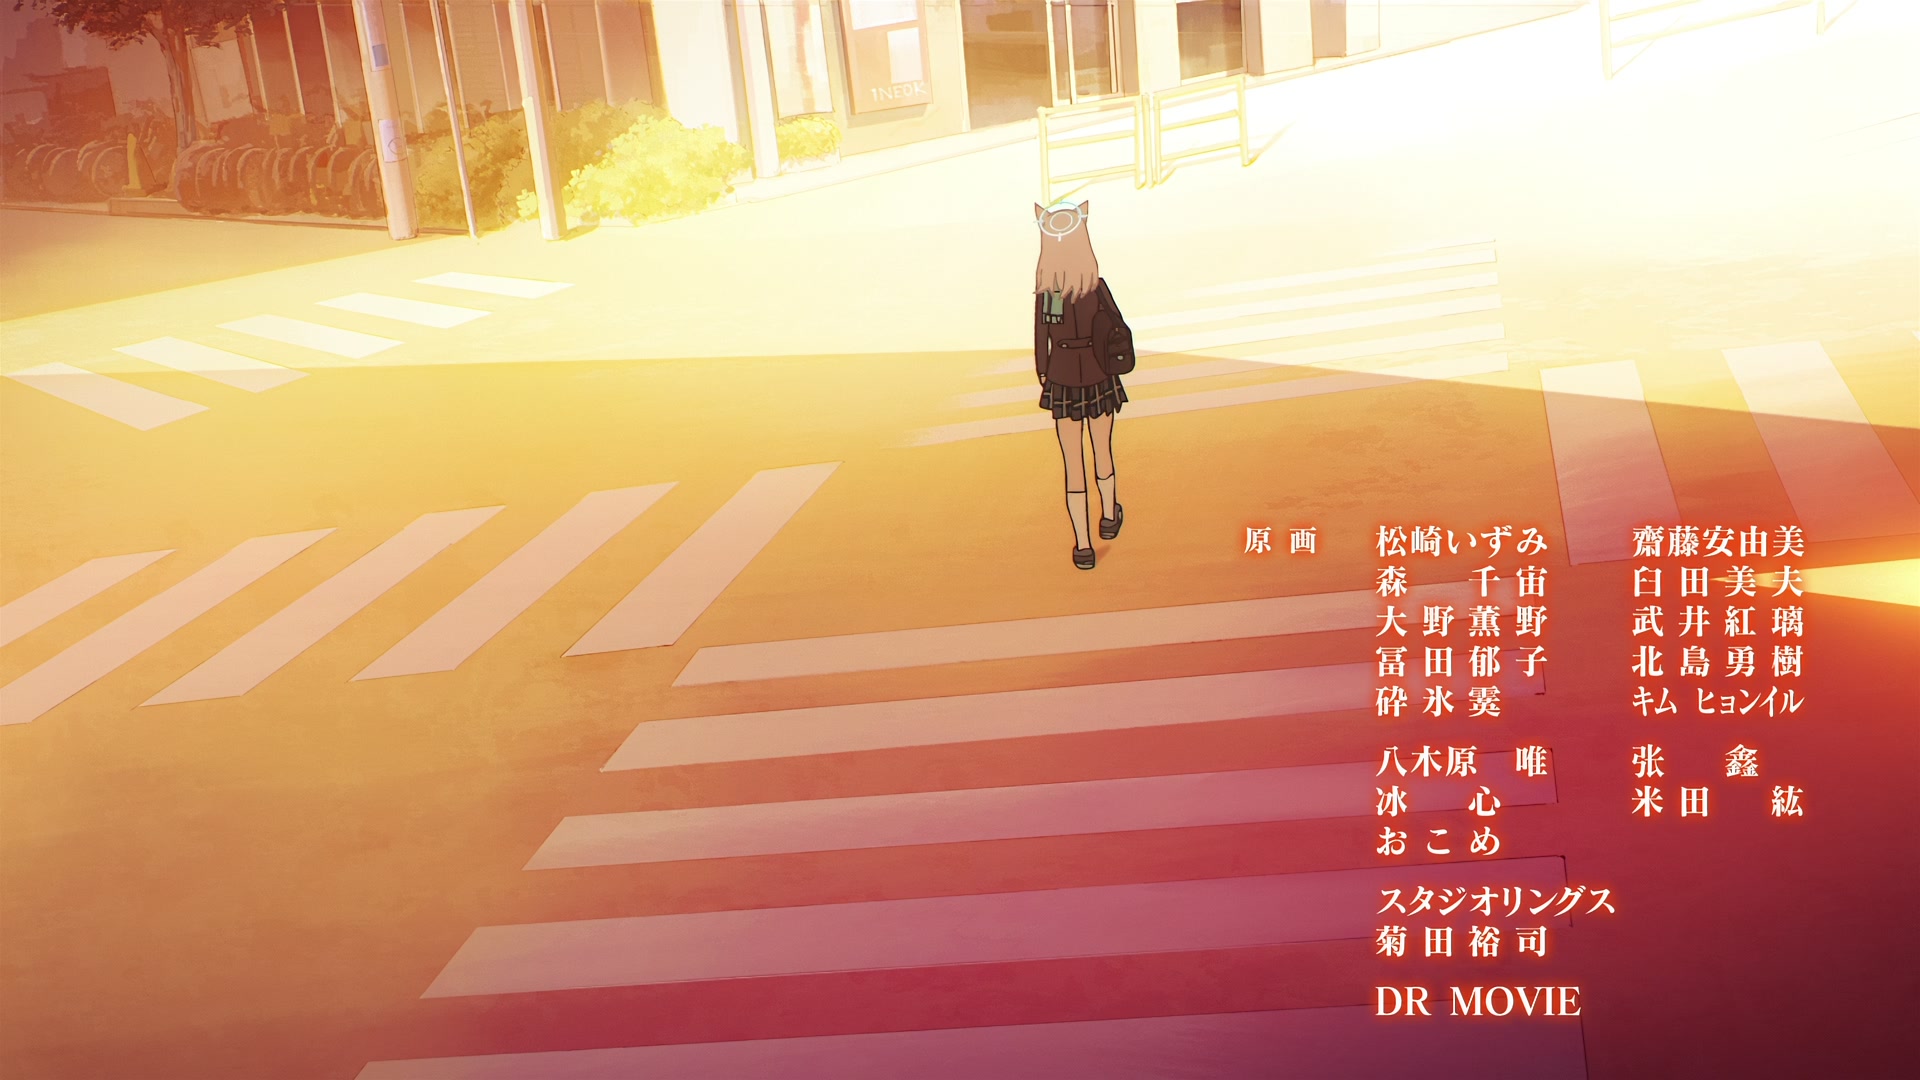 1NEOK
原画 松崎いずみ 齋藤安由美
森 千宙 臼田美夫
大野薫野 武井紅璃
冨田郁子 北島勇樹
砕氷霙 キム ヒョンイル
八木原 唯 张 鑫
冰 心 米田 紘
おこめ
スタジオリングス
菊田裕司
DR MOVIE